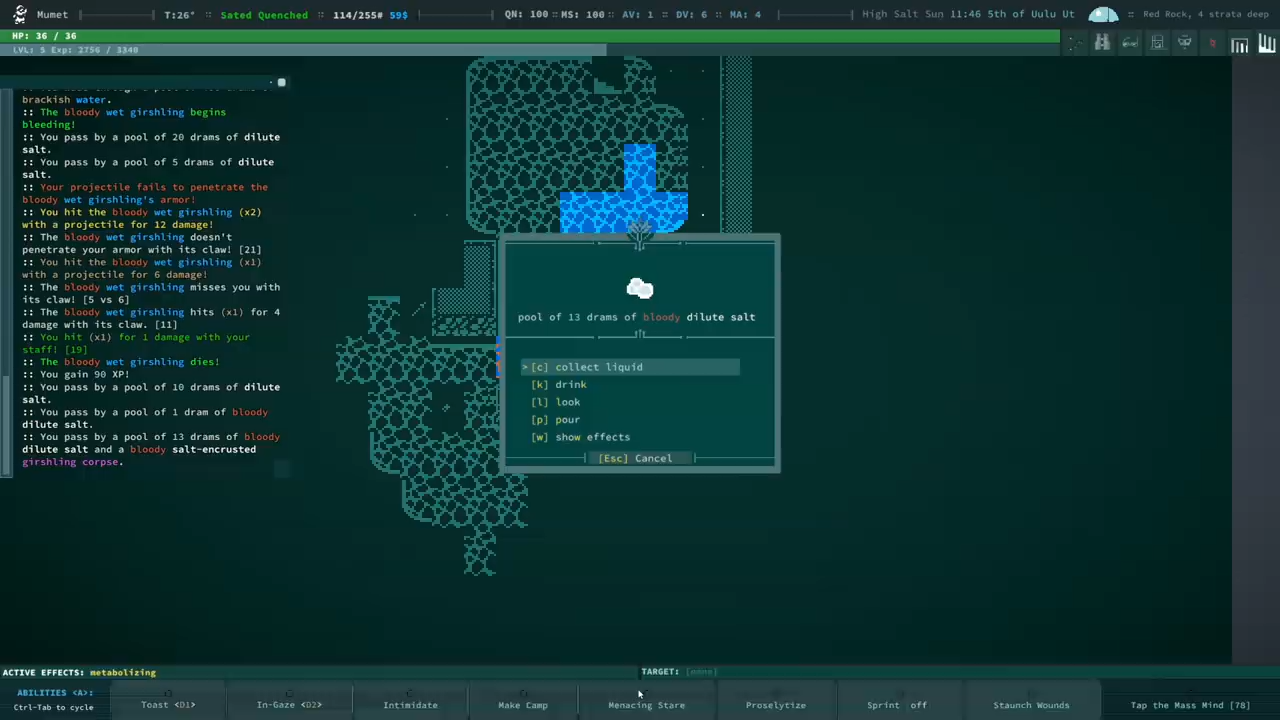 Mumet T:26° :: Sated Quenched :: 114/255# 59$ QN: 100 :: MS: 100 :: AV: 1 :: DV: 6 :: MA: 4 High Salt Sun 11:46 5th of Uulu Ut :: Red Rock, 4 strata deep
HP: 36 / 36
LVL: 5 Exp: 2756 / 3340
brackish water.
:: The bloody wet girshling begins
bleeding!
:: You pass by a pool of 20 drams of dilute
salt.
:: You pass by a pool of 5 drams of dilute
salt.
:: Your projectile fails to penetrate the
bloody wet girshling's armor!
:: You hit the bloody wet girshling (x2)
with a projectile for 12 damage!
:: The bloody wet girshling doesn't
penetrate your armor with its claw! [21]
:: You hit the bloody wet girshling (x1)
with a projectile for 6 damage!
:: The bloody wet girshling misses you with
its claw! [5 vs 6]
:: The bloody wet girshling hits (x1) for 4
damage with its claw. [11]
:: You hit (x1) for 1 damage with your
staff! [19]
:: The bloody wet girshling dies!
:: You gain 90 XP!
:: You pass by a pool of 10 drams of dilute
salt.
:: You pass by a pool of 1 dram of bloody
dilute salt.
:: You pass by a pool of 13 drams of bloody
dilute salt and a bloody salt-encrusted
girshling corpse.
pool of 13 drams of bloody dilute salt
> [c] collect liquid
[k] drink
[l] look
[p] pour
[w] show effects
[Esc] Cancel
ACTIVE EFFECTS: metabolizing
TARGET: [none]
ABILITIES <A>:
Ctrl-Tab to cycle
Toast <D1>
In-Gaze <D2>
Intimidate
Make Camp
Menacing Stare
Proselytize
Sprint off
Staunch Wounds
Tap the Mass Mind [78]